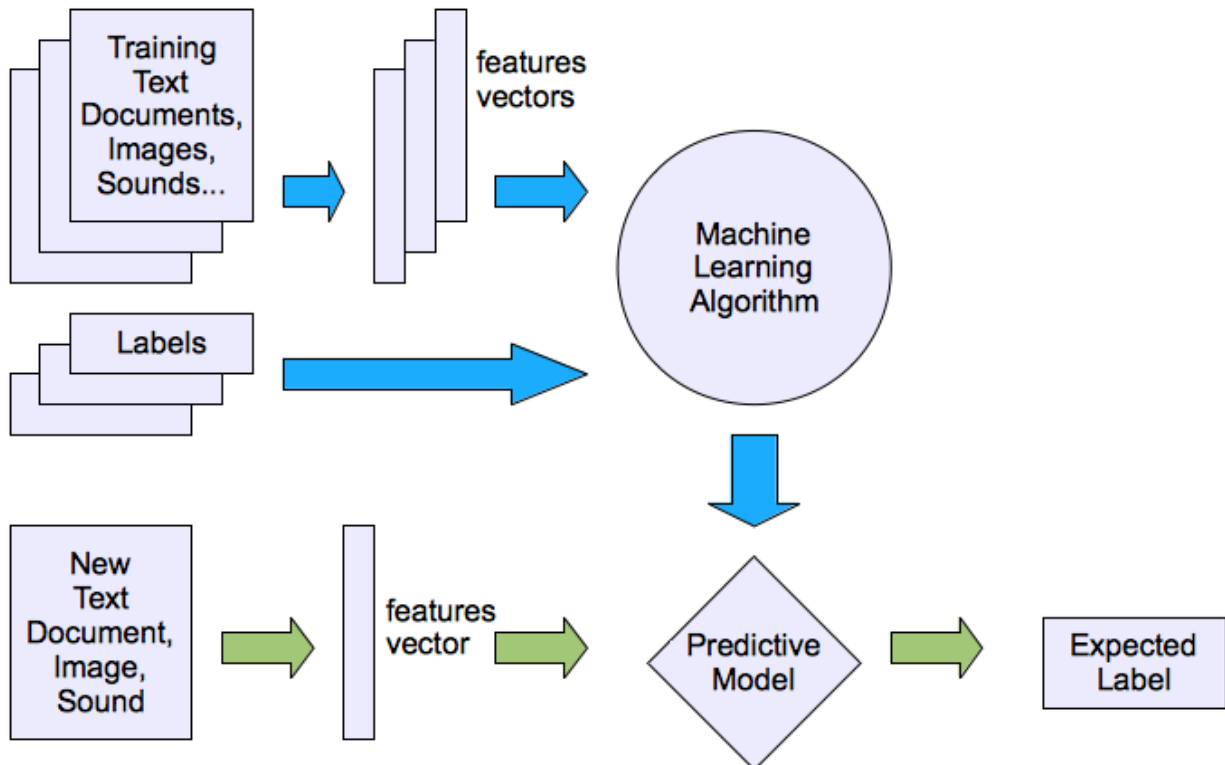 Training
Text
Documents,
Images,
Sounds...
features
vectors
Machine
Learning
Algorithm
Labels
New
Text
Document,
Image,
Sound
features
vector
Predictive
Model
Expected
Label